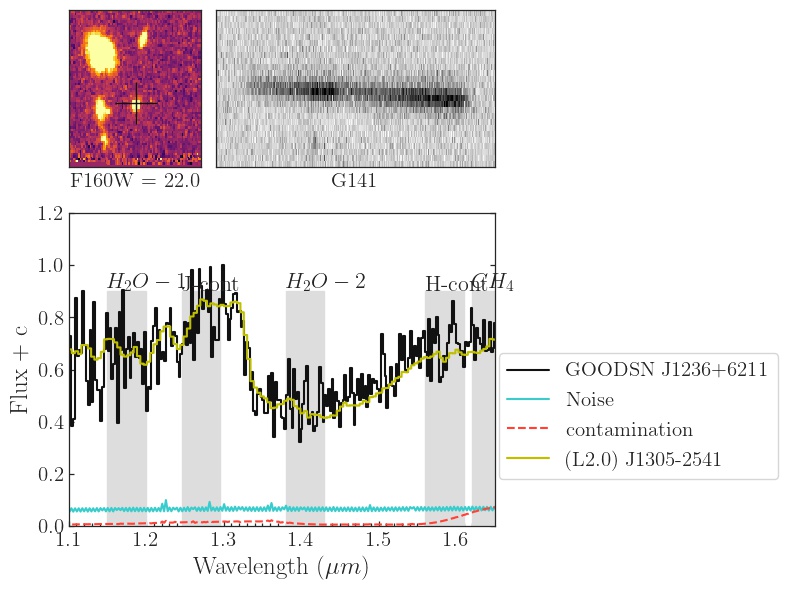 F160W = 22.0
G141
H₂O − 1
J-cont
H₂O − 2
H-cont
CH₄
1.2
1.0
0.8
0.6
0.4
0.2
0.0
Flux + c
1.1
1.2
1.3
1.4
1.5
1.6
Wavelength (μm)
GOODSN J1236+6211
Noise
contamination
(L2.0) J1305-2541